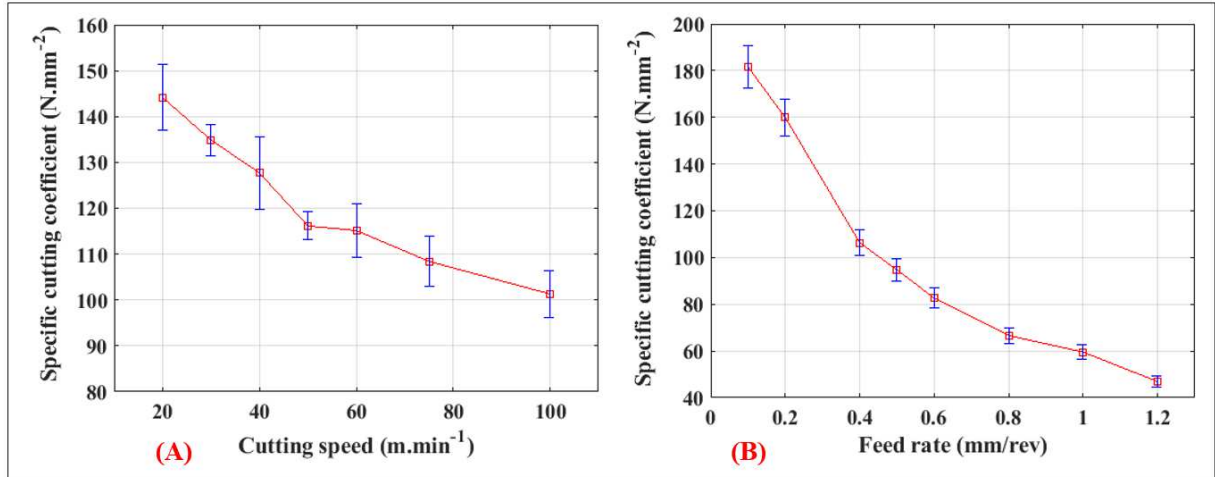 160
150
140
130
120
110
100
90
80
Specific cutting coefficient (N.mm-2)
20 40 60 80 100
Cutting speed (m.min-1)
(A)
200
180
160
140
120
100
80
60
40
Specific cutting coefficient (N.mm-2)
0 0.2 0.4 0.6 0.8 1 1.2
Feed rate (mm/rev)
(B)